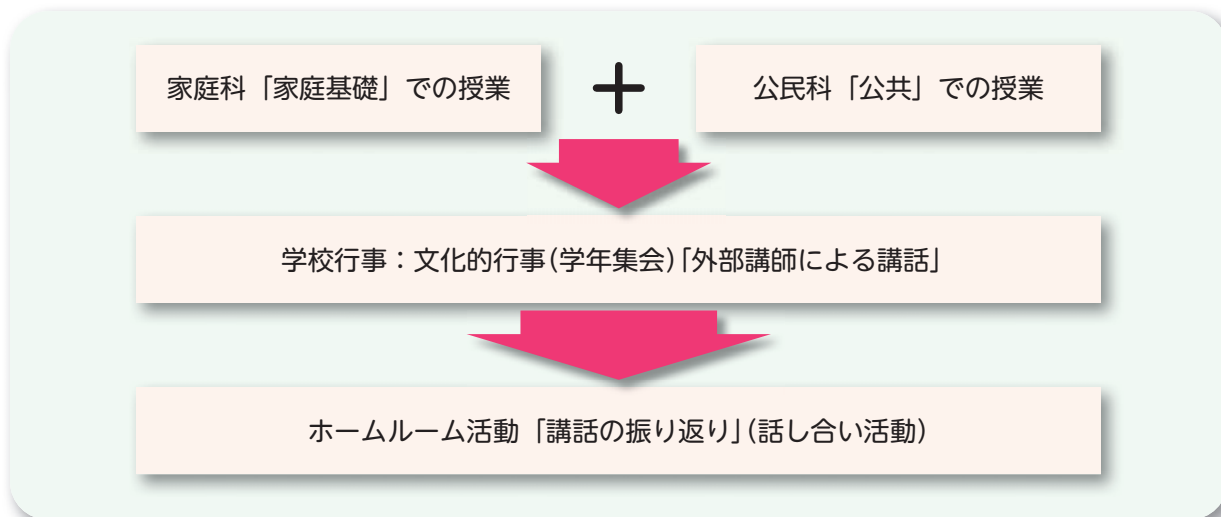 家庭科「家庭基礎」での授業
+
公民科「公共」での授業
学校行事：文化的行事(学年集会)「外部講師による講話」
ホームルーム活動「講話の振り返り」(話し合い活動)